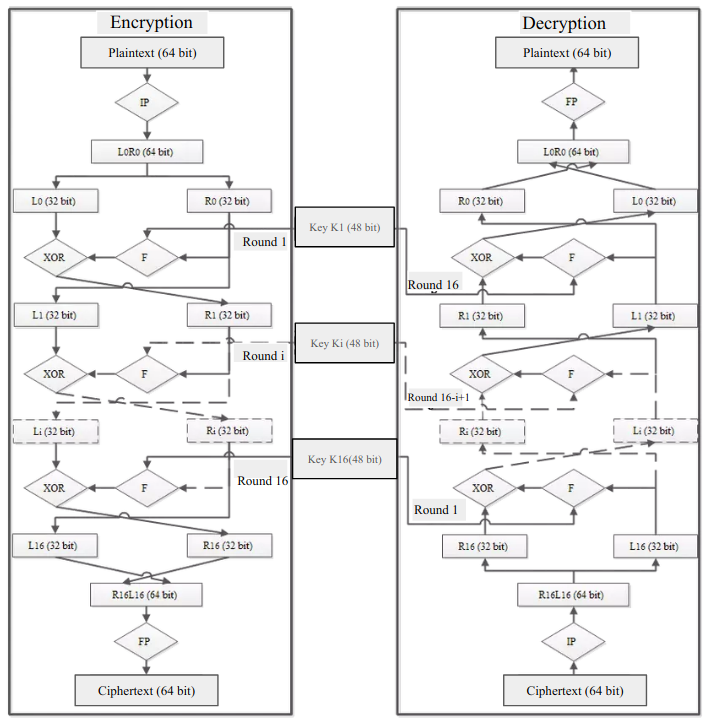 Encryption
Plaintext (64 bit)
IP
L0R0 (64 bit)
L0 (32 bit)
R0 (32 bit)
XOR
F
Round 1
L1 (32 bit)
R1 (32 bit)
Round i
XOR
F
Li (32 bit)
Ri (32 bit)
Round 16
XOR
F
L16 (32 bit)
R16 (32 bit)
R16L16 (64 bit)
FP
Ciphertext (64 bit)
Key K1 (48 bit)
Key Ki (48 bit)
Key K16(48 bit)
Decryption
Plaintext (64 bit)
FP
L0R0 (64 bit)
R0 (32 bit)
L0 (32 bit)
XOR
F
Round 16
R1 (32 bit)
L1 (32 bit)
XOR
F
Round 16-i+1
Ri (32 bit)
Li (32 bit)
XOR
F
Round 1
R16 (32 bit)
L16 (32 bit)
R16L16 (64 bit)
IP
Ciphertext (64 bit)